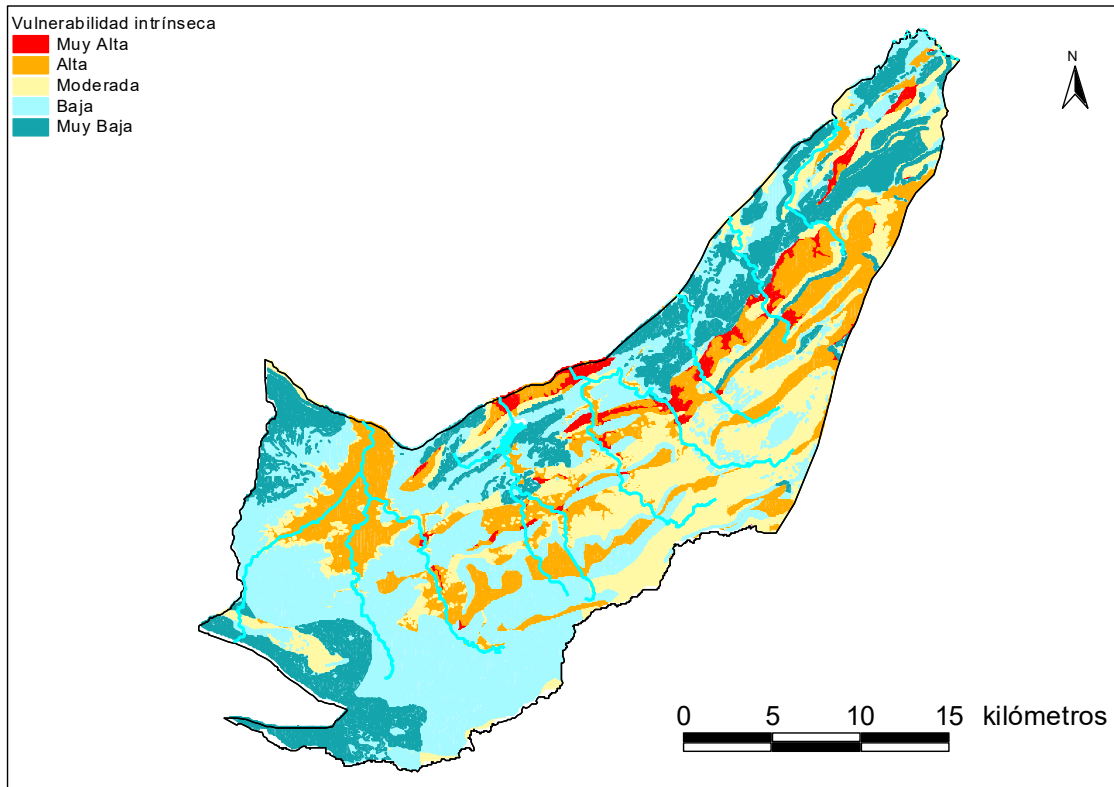 Vulnerabilidad intrínseca
Muy Alta
Alta
Moderada
Baja
Muy Baja
N
0 5 10 15 kilómetros